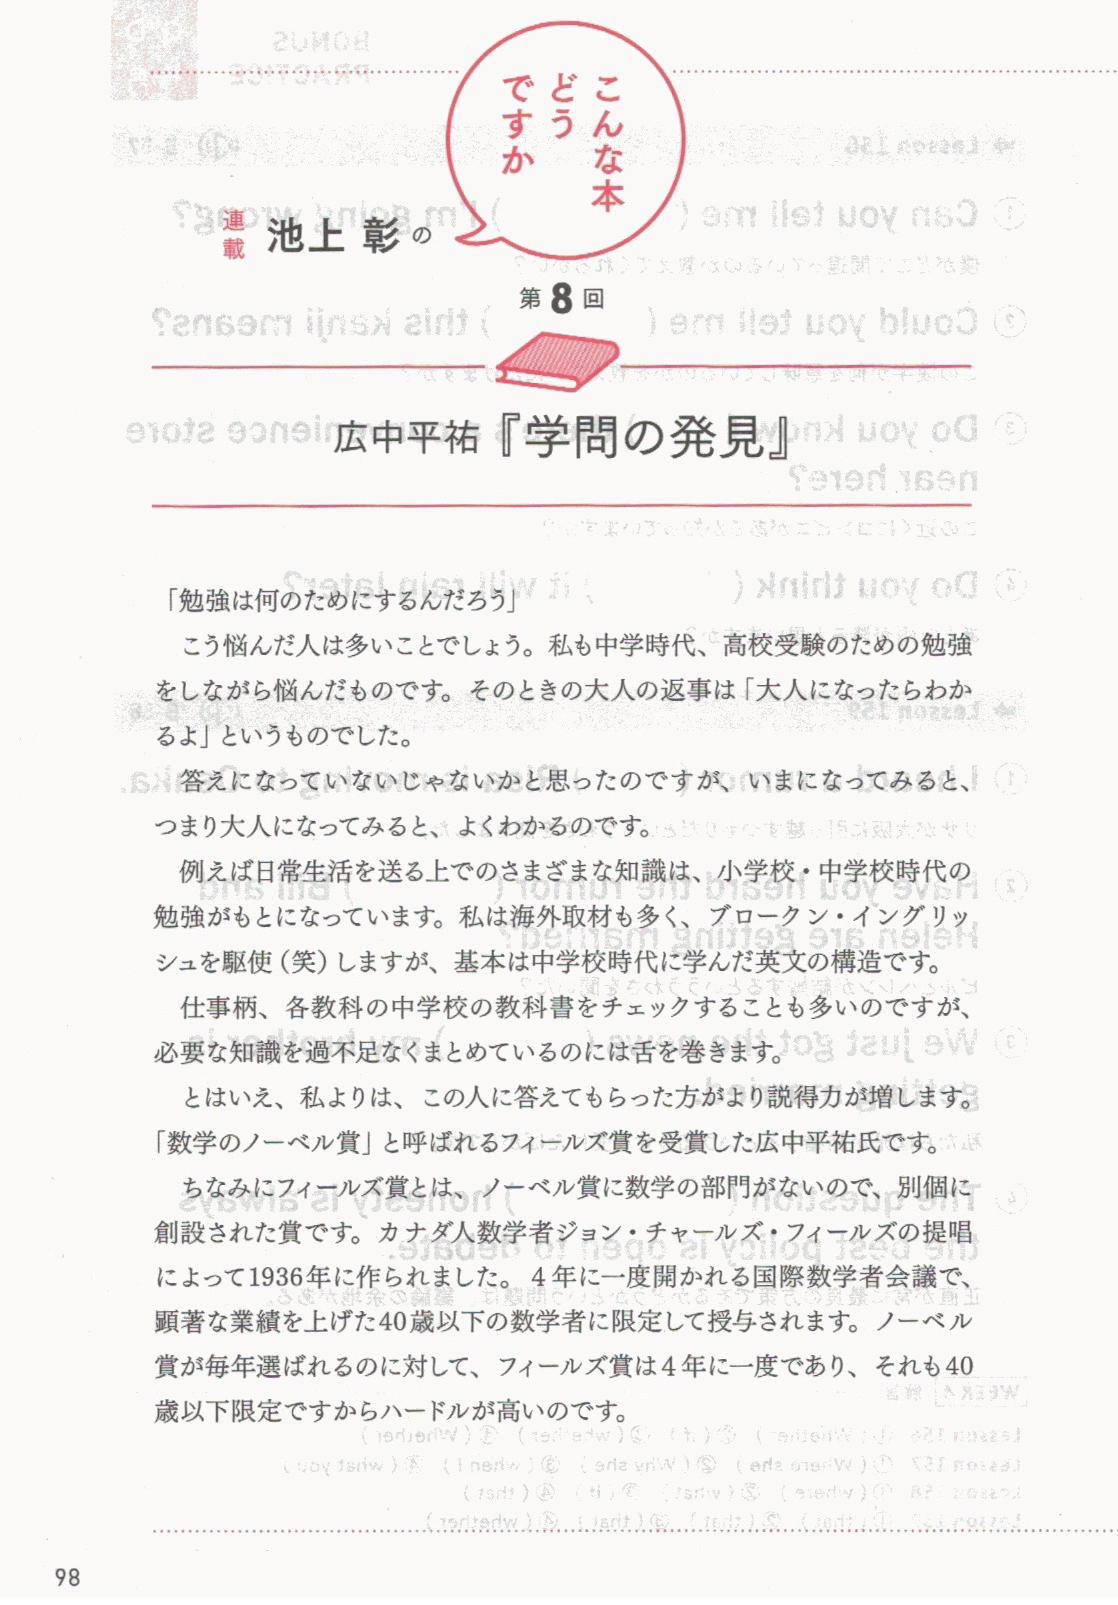 こんな本
どう
ですか
連載
池上 彰の
第8回
広中平祐『学問の発見』
「勉強は何のためにするんだろう」
こう悩んだ人は多いことでしょう。私も中学時代、高校受験のための勉強
をしながら悩んだものです。そのときの大人の返事は「大人になったらわか
るよ」というものでした。
答えになっていないじゃないかと思ったのですが、いまになってみると、
つまり大人になってみると、よくわかるのです。
例えば日常生活を送る上でのさまざまな知識は、小学校・中学校時代の
勉強がもとになっています。私は海外取材も多く、ブロークン・イングリッ
シュを駆使（笑）しますが、基本は中学校時代に学んだ英文の構造です。
仕事柄、各教科の中学校の教科書をチェックすることも多いのですが、
必要な知識を過不足なくまとめているのには舌を巻きます。
とはいえ、私よりは、この人に答えてもらった方がより説得力が増します。
「数学のノーベル賞」と呼ばれるフィールズ賞を受賞した広中平祐氏です。
ちなみにフィールズ賞とは、ノーベル賞に数学の部門がないので、別個に
創設された賞です。カナダ人数学者ジョン・チャールズ・フィールズの提唱
によって1936年に作られました。4年に一度開かれる国際数学者会議で、
顕著な業績を上げた40歳以下の数学者に限定して授与されます。ノーベル
賞が毎年選ばれるのに対して、フィールズ賞は4年に一度であり、それも40
歳以下限定ですからハードルが高いのです。
98